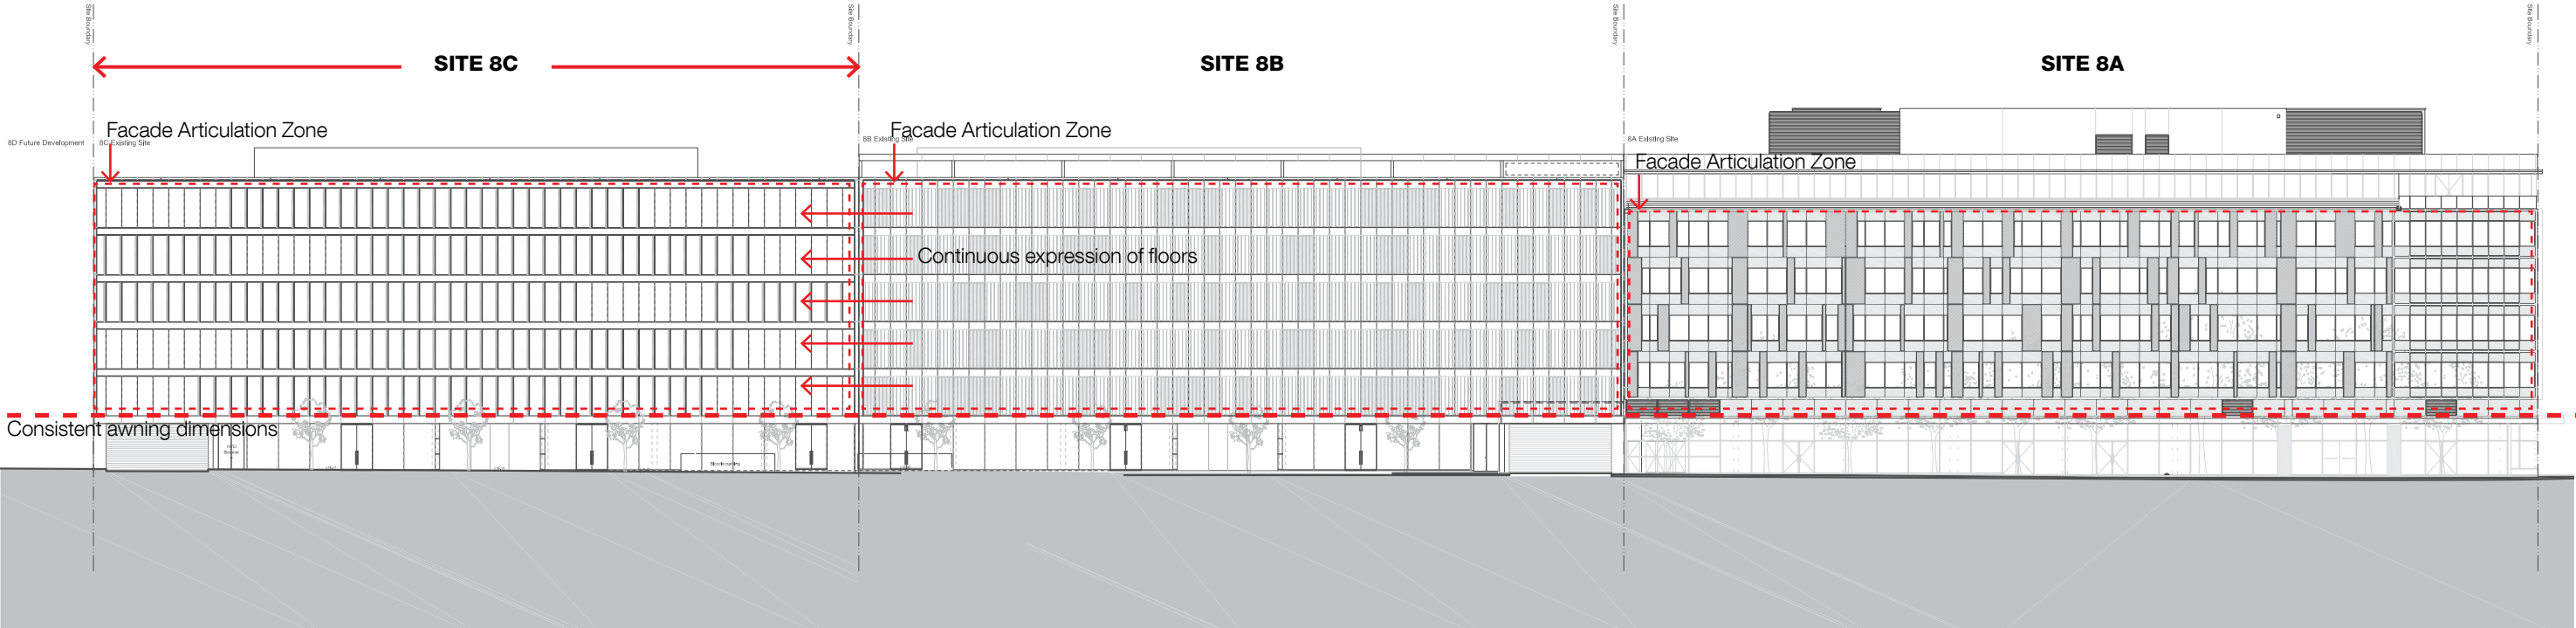 Site Boundary
Site Boundary
Site Boundary
Site Boundary
SITE 8C
SITE 8B
SITE 8A
Facade Articulation Zone
Facade Articulation Zone
8D Future Development
8C Existing Site
8B Existing Site
8A Existing Site
Facade Articulation Zone
Continuous expression of floors
Consistent awning dimensions